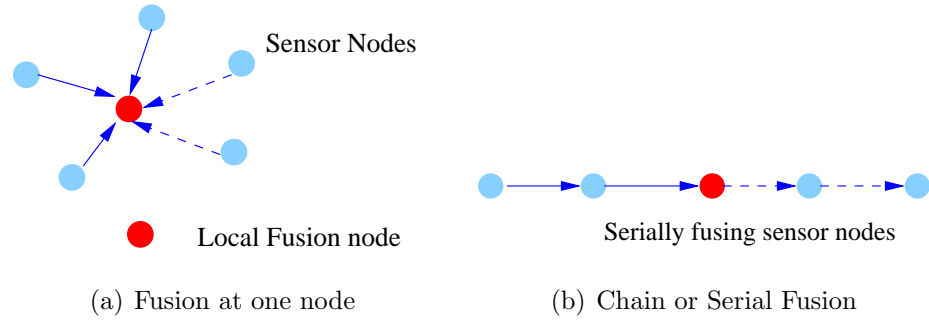 Sensor Nodes
Local Fusion node
Serially fusing sensor nodes
(a) Fusion at one node
(b) Chain or Serial Fusion